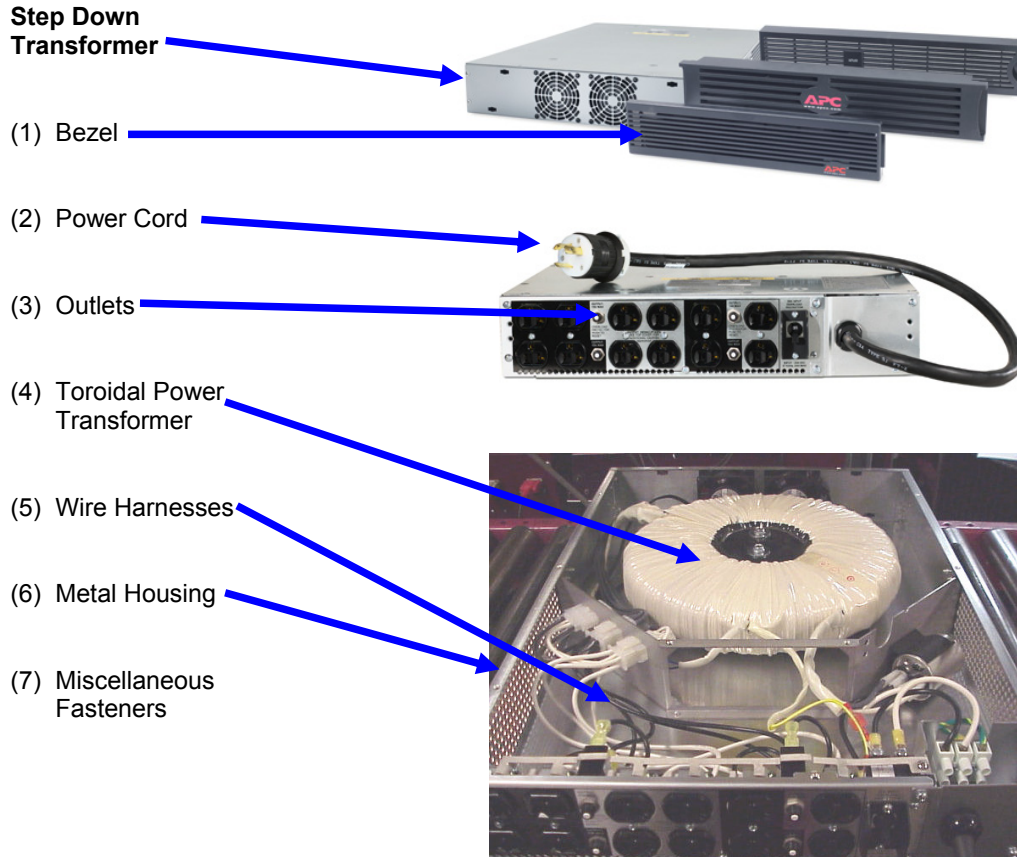 Step Down
Transformer
(1) Bezel
(2) Power Cord
(3) Outlets
(4) Toroidal Power
Transformer
(5) Wire Harnesses
(6) Metal Housing
(7) Miscellaneous
Fasteners
APC
APC